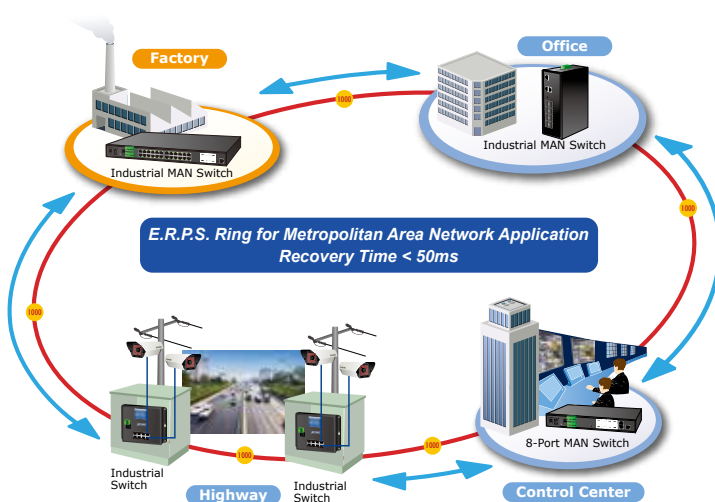 Factory
Office
1000
Industrial MAN Switch
Industrial MAN Switch
1000
E.R.P.S. Ring for Metropolitan Area Network Application
Recovery Time < 50ms
1000
8-Port MAN Switch
1000
1000
Industrial
Switch
Highway
Industrial
Switch
Control Center